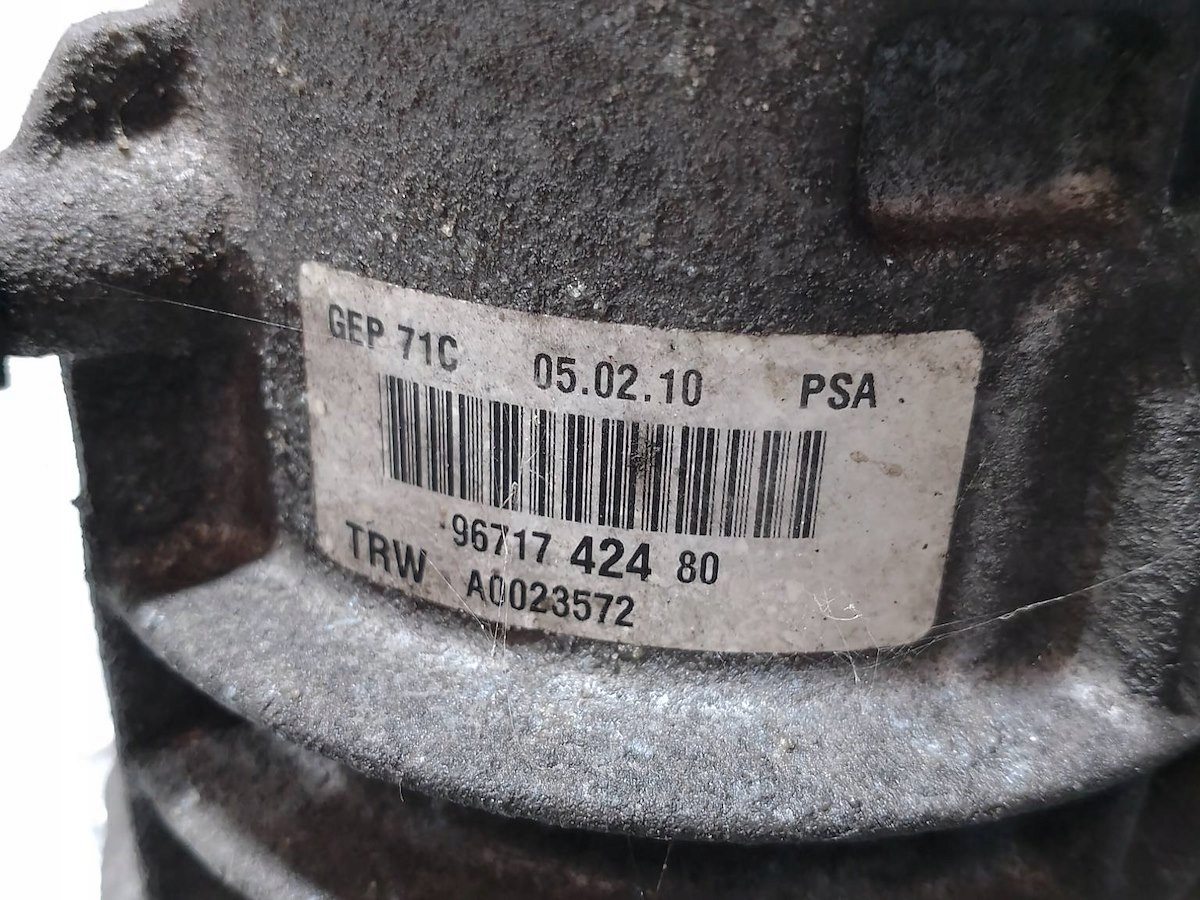 GEP 71C 05.02.10 PSA
96717 424 80
TRW A0023572